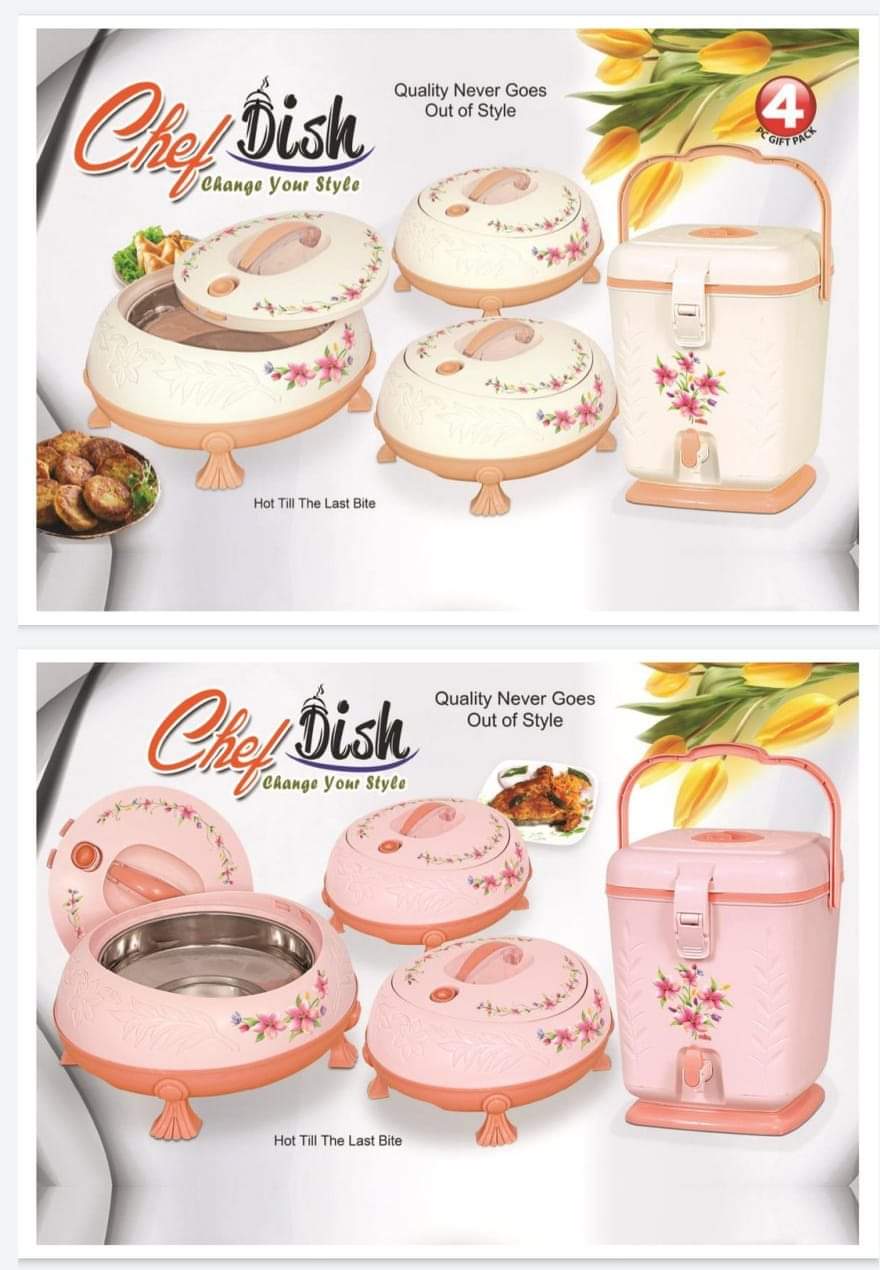 Chef Dish
Change Your Style
Quality Never Goes
Out of Style
4
PC GIFT PACK
Hot Till The Last Bite
Chef Dish
Change Your Style
Quality Never Goes
Out of Style
Hot Till The Last Bite